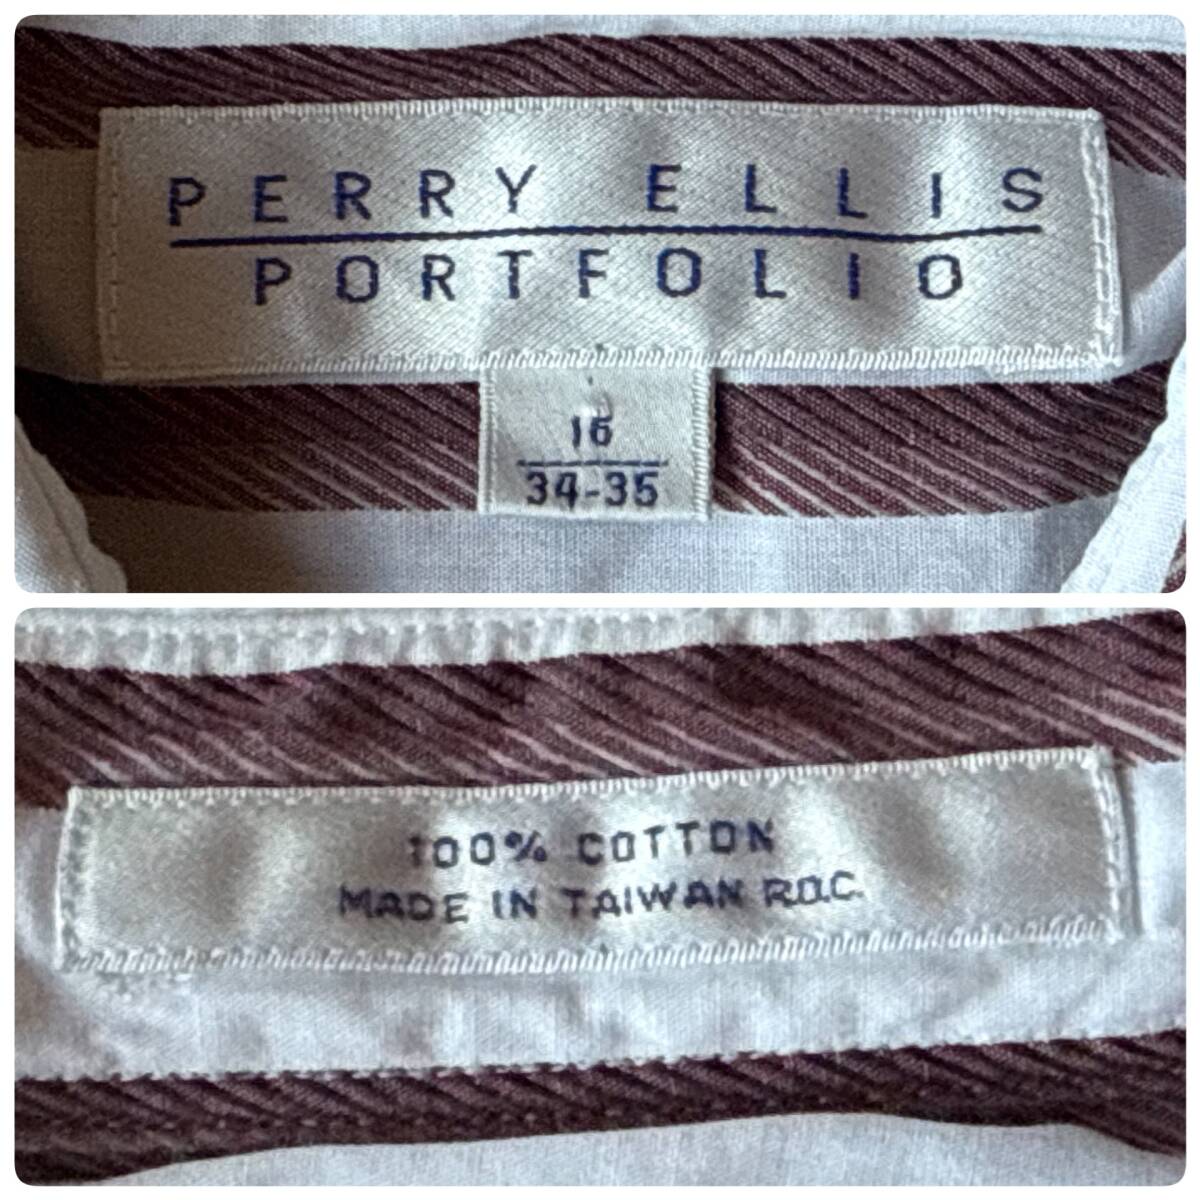 PERRY ELLIS
PORTFOLIO
16
34-35
100% COTTON
MADE IN TAIWAN R.O.C.